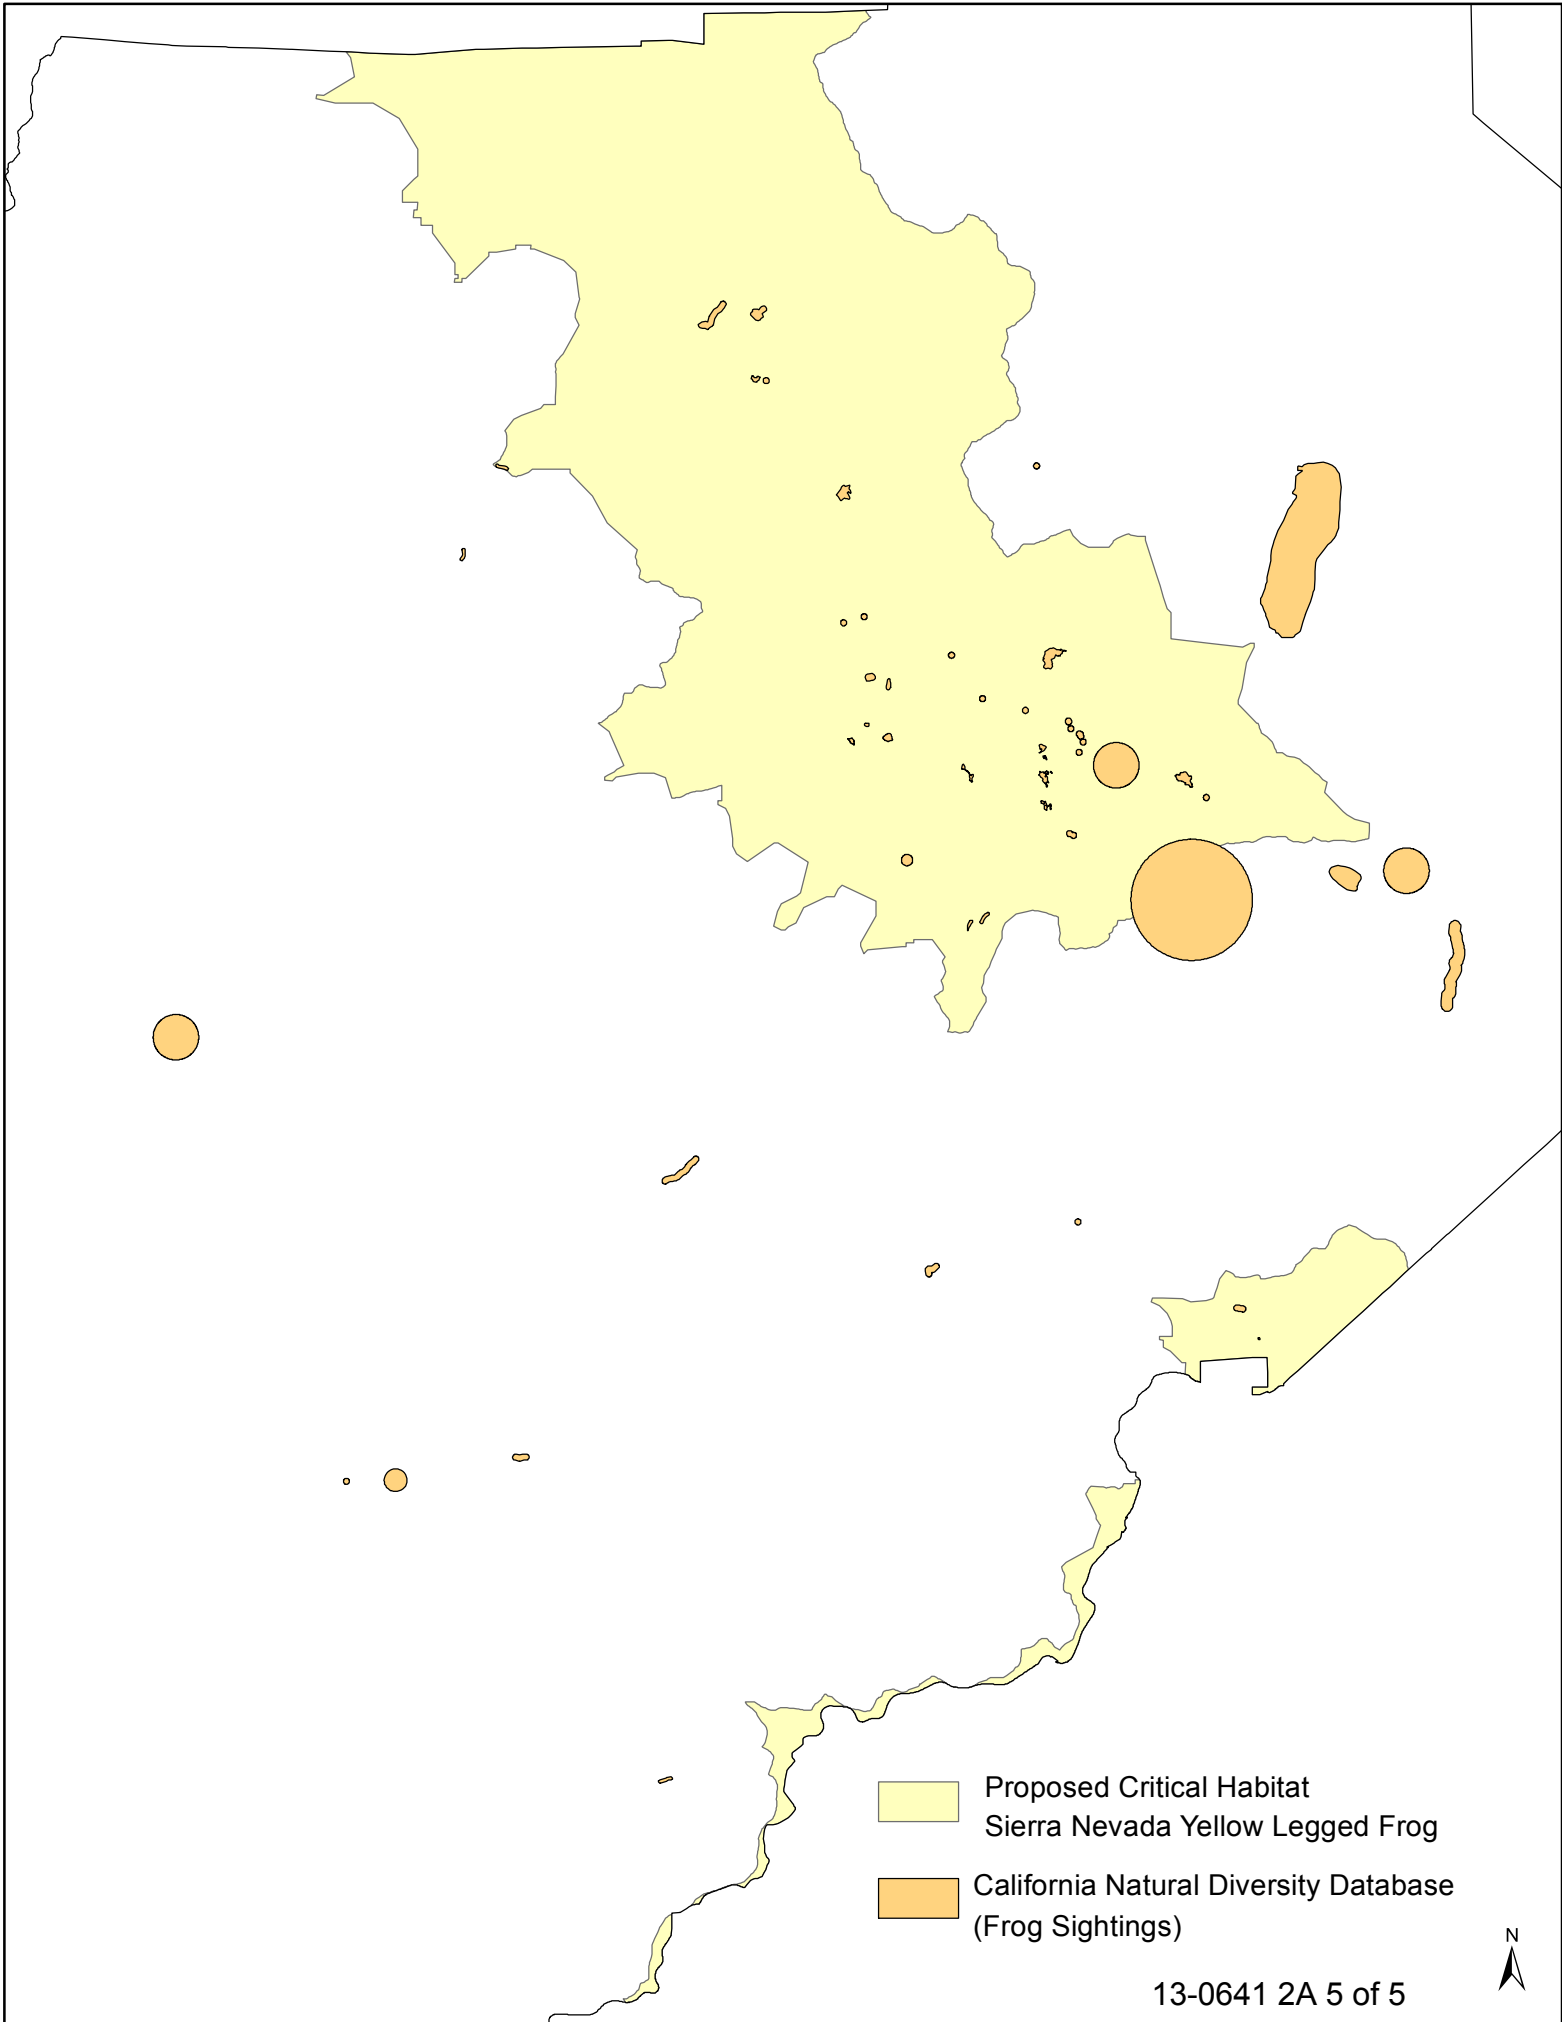 Proposed Critical Habitat
Sierra Nevada Yellow Legged Frog
California Natural Diversity Database
(Frog Sightings)
N
13-0641 2A 5 of 5